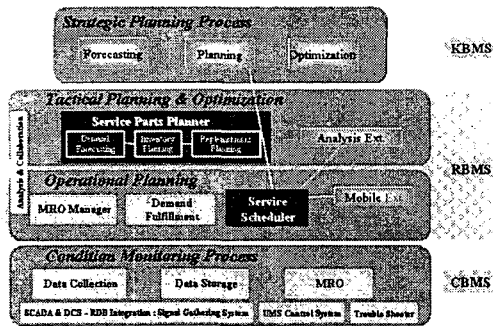 Strategic Planning Process
Forecasting
Planning
Optimization
KBMS
Tactical Planning & Optimization
Service Parts Planner
Demand Forecasting
Inventory Planning
Replenishment Planning
Analysis Ext.
Analyze & Collaboration
RBMS
Operational Planning
MRO Manager
Demand Fulfillment
Service Scheduler
Mobile Ext
Condition Monitoring Process
Data Collection
Data Storage
MRO
CBMS
SCADA & DCS - RDB Integration : Signal Gathering System
UMS Control System
Trouble Shooter